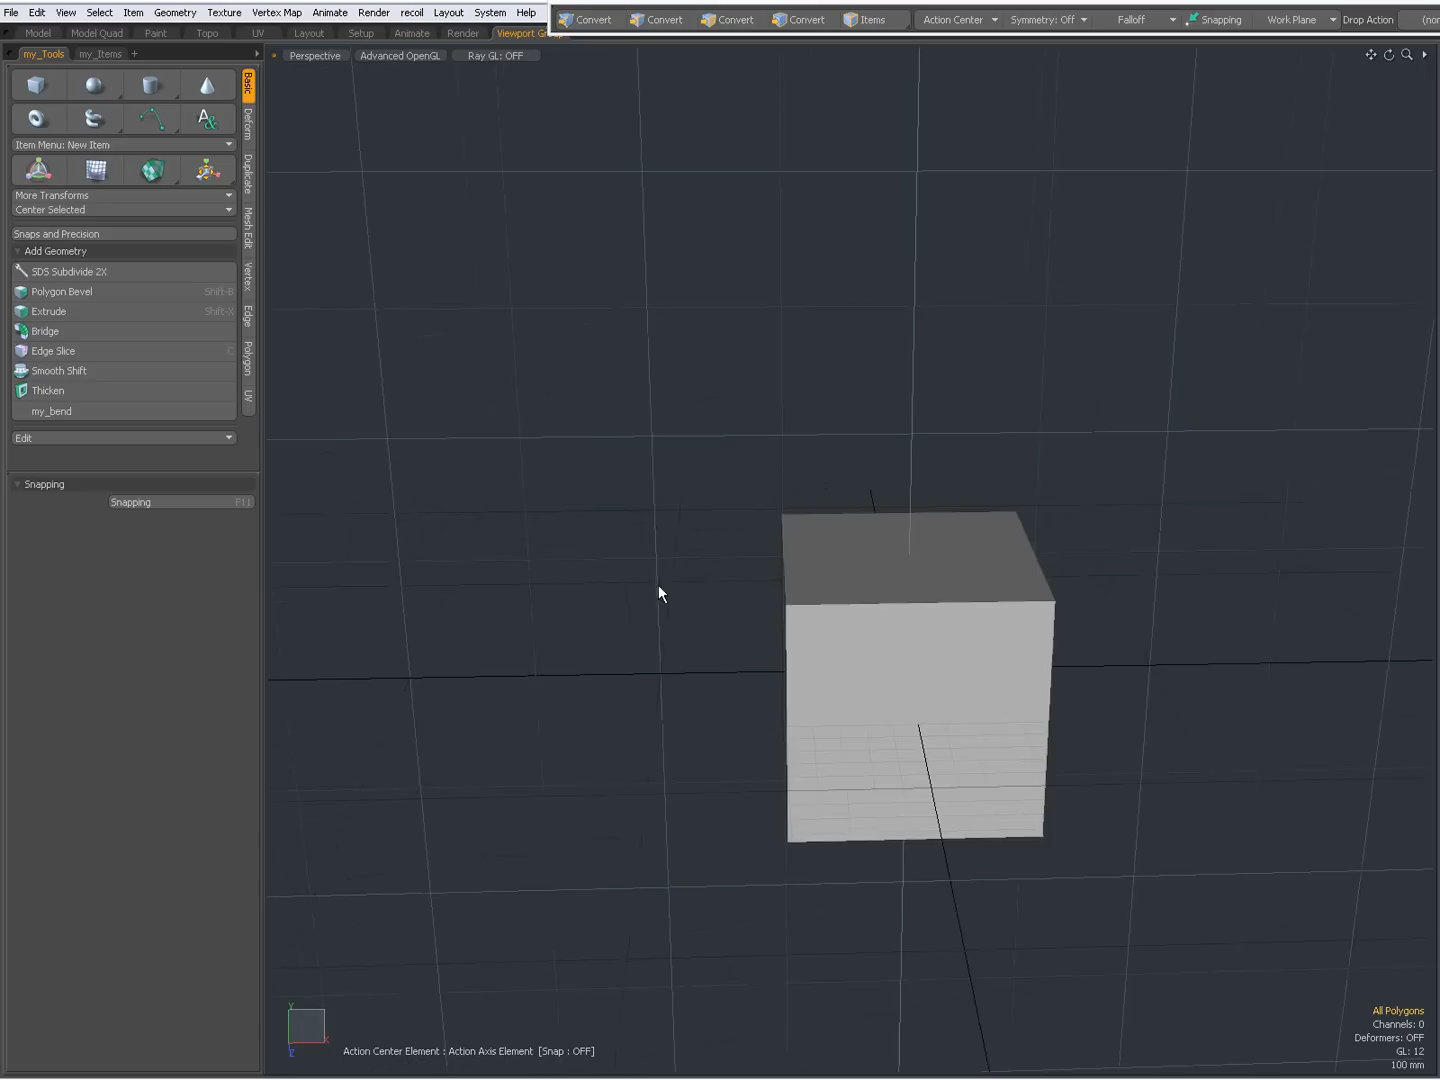 File Edit View Select Item Geometry Texture Vertex Map Animate Render recoil Layout System Help
Convert Convert Convert Convert Items Action Center Symmetry: Off Falloff Snapping Work Plane Drop Action (non
Model Model Quad Paint Topo UV Layout Setup Animate Render Viewport Gr
my_Tools my_Items +
Perspective Advanced OpenGL Ray GL: OFF
Basic
Deform
Duplicate
Mesh Edit
Vertex
Edge
Polygon
UV
Item Menu: New Item
More Transforms
Center Selected
Snaps and Precision
Add Geometry
SDS Subdivide 2X
Polygon Bevel Shift-B
Extrude Shift-X
Bridge
Edge Slice C
Smooth Shift
Thicken
my_bend
Edit
Snapping
Snapping F11
Y
X
Z
Action Center Element : Action Axis Element [Snap : OFF]
All Polygons
Channels: 0
Deformers: OFF
GL: 12
100 mm